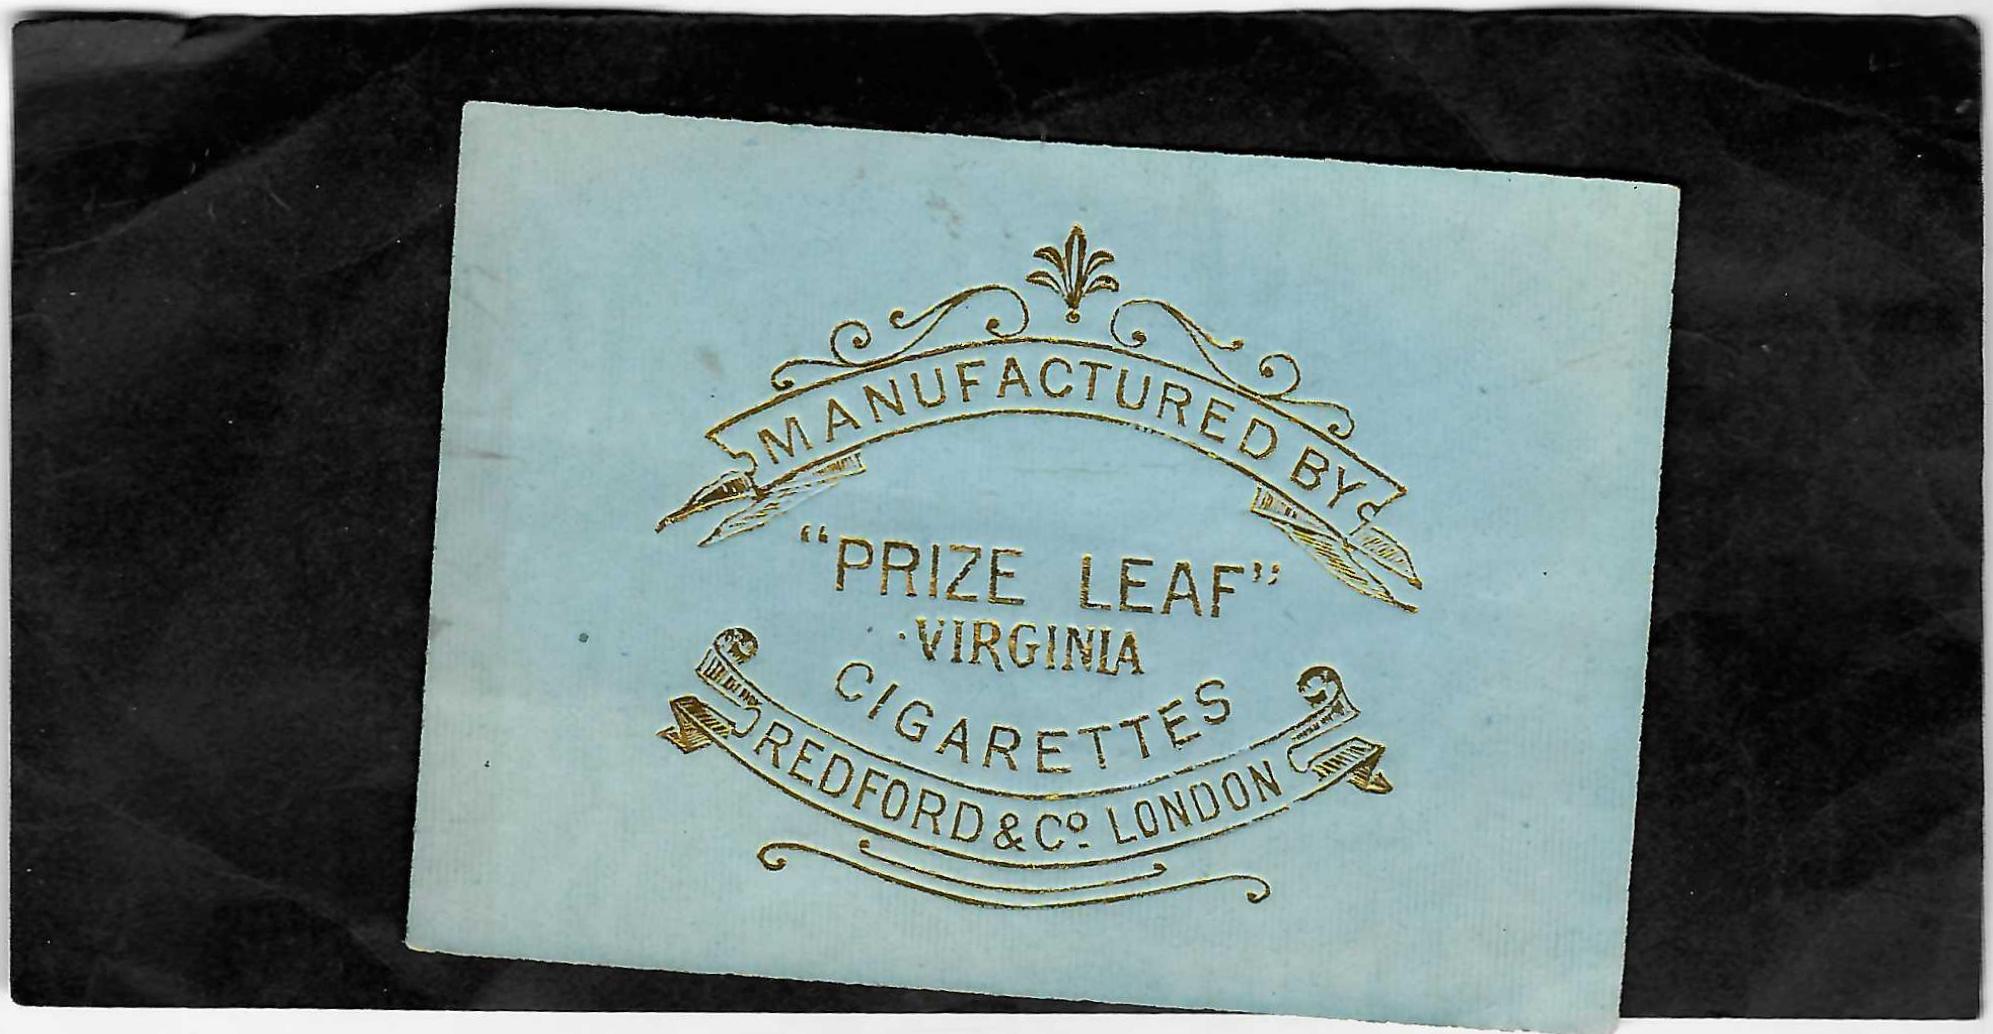 MANUFACTURED BY
"PRIZE LEAF"
VIRGINIA
CIGARETTES
REDFORD & Cº LONDON